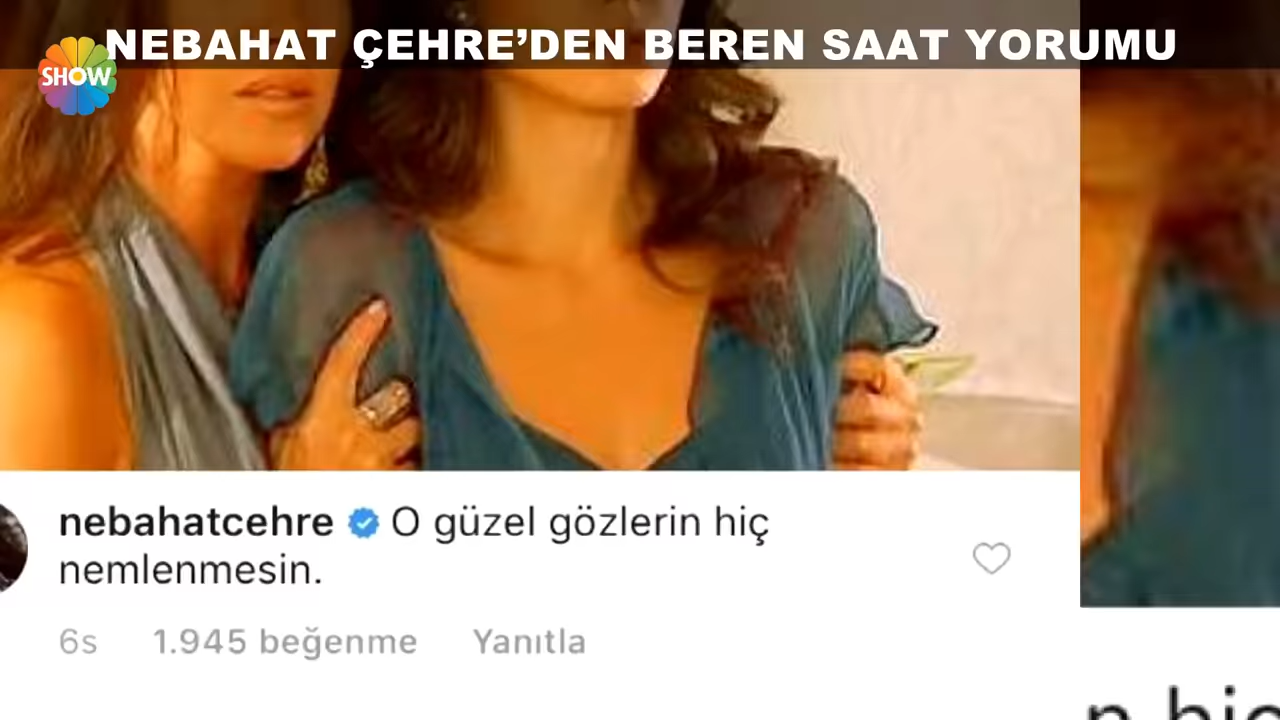 NEBAHAT ÇEHRE’DEN BEREN SAAT YORUMU
SHOW
nebahatcehre O güzel gözlerin hiç
nemlenmesin.
6s 1.945 beğenme Yanıtla